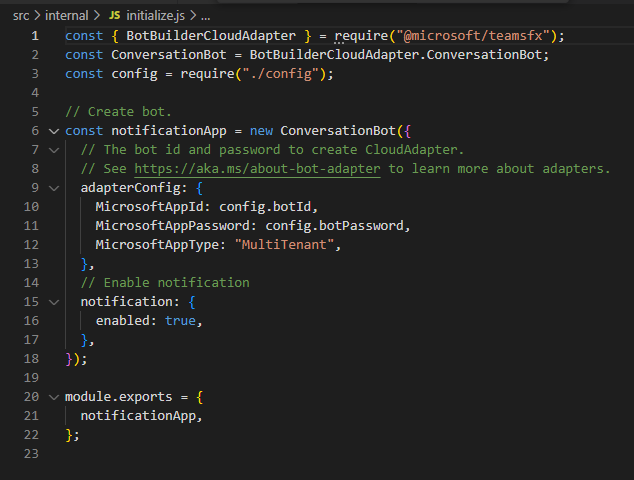 src > internal > JS initialize.js > ...
1 const { BotBuilderCloudAdapter } = require("@microsoft/teamsfx");
2 const ConversationBot = BotBuilderCloudAdapter.ConversationBot;
3 const config = require("./config");
4
5 // Create bot.
6 const notificationApp = new ConversationBot({
7   // The bot id and password to create CloudAdapter.
8   // See https://aka.ms/about-bot-adapter to learn more about adapters.
9   adapterConfig: {
10     MicrosoftAppId: config.botId,
11     MicrosoftAppPassword: config.botPassword,
12     MicrosoftAppType: "MultiTenant",
13   },
14   // Enable notification
15   notification: {
16     enabled: true,
17   },
18 });
19
20 module.exports = {
21   notificationApp,
22 };
23